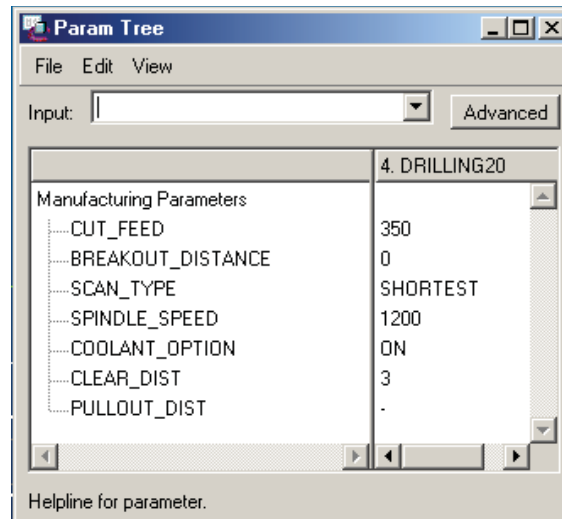 Param Tree
File Edit View
Input: Advanced
4. DRILLING20
Manufacturing Parameters
CUT_FEED 350
BREAKOUT_DISTANCE 0
SCAN_TYPE SHORTEST
SPINDLE_SPEED 1200
COOLANT_OPTION ON
CLEAR_DIST 3
PULLOUT_DIST -
Helpline for parameter.